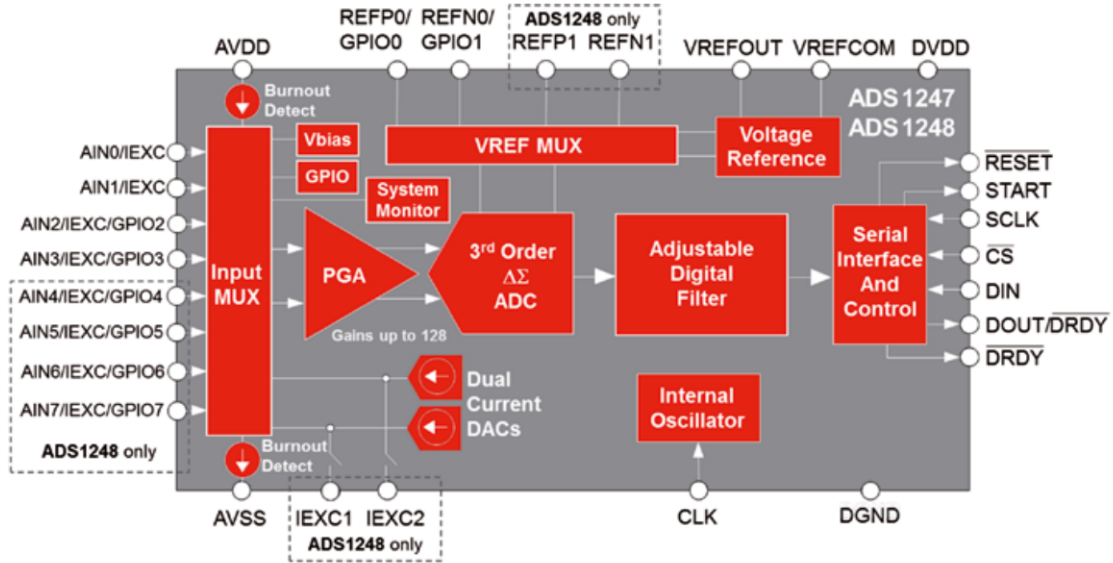 REFP0/
GPIO0
REFN0/
GPIO1
ADS1248 only
REFP1 REFN1
AVDD
VREFOUT
VREFCOM
DVDD
Burnout
Detect
ADS1247
ADS1248
Vbias
VREF MUX
Voltage
Reference
AIN0/IEXC
AIN1/IEXC
AIN2/IEXC/GPIO2
AIN3/IEXC/GPIO3
AIN4/IEXC/GPIO4
AIN5/IEXC/GPIO5
AIN6/IEXC/GPIO6
AIN7/IEXC/GPIO7
ADS1248 only
GPIO
System
Monitor
Input
MUX
PGA
Gains up to 128
3rd Order
ΔΣ
ADC
Adjustable
Digital
Filter
Serial
Interface
And
Control
RESET
START
SCLK
CS
DIN
DOUT/DRDY
DRDY
Dual
Current
DACs
Internal
Oscillator
Burnout
Detect
AVSS
IEXC1 IEXC2
ADS1248 only
CLK
DGND